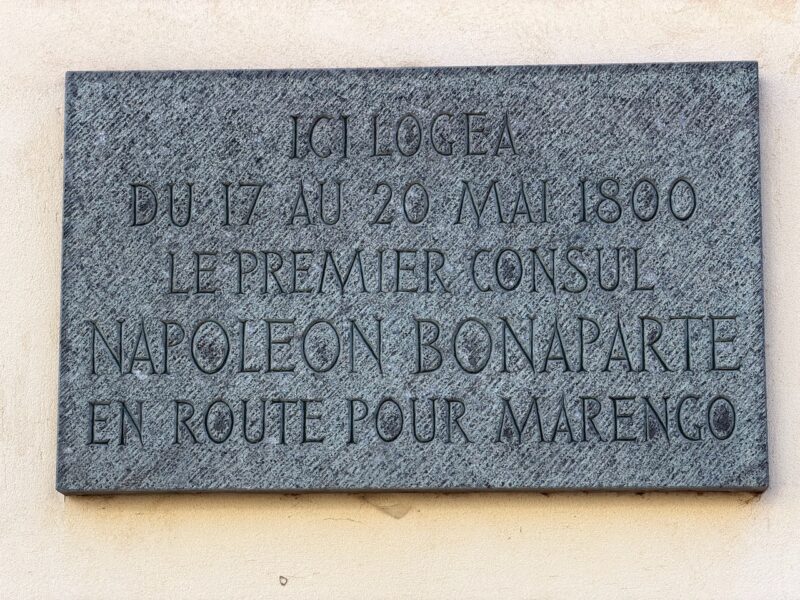 ICI LOGEA
DU 17 AU 20 MAI 1800
LE PREMIER CONSUL
NAPOLEON BONAPARTE
EN ROUTE POUR MARENGO